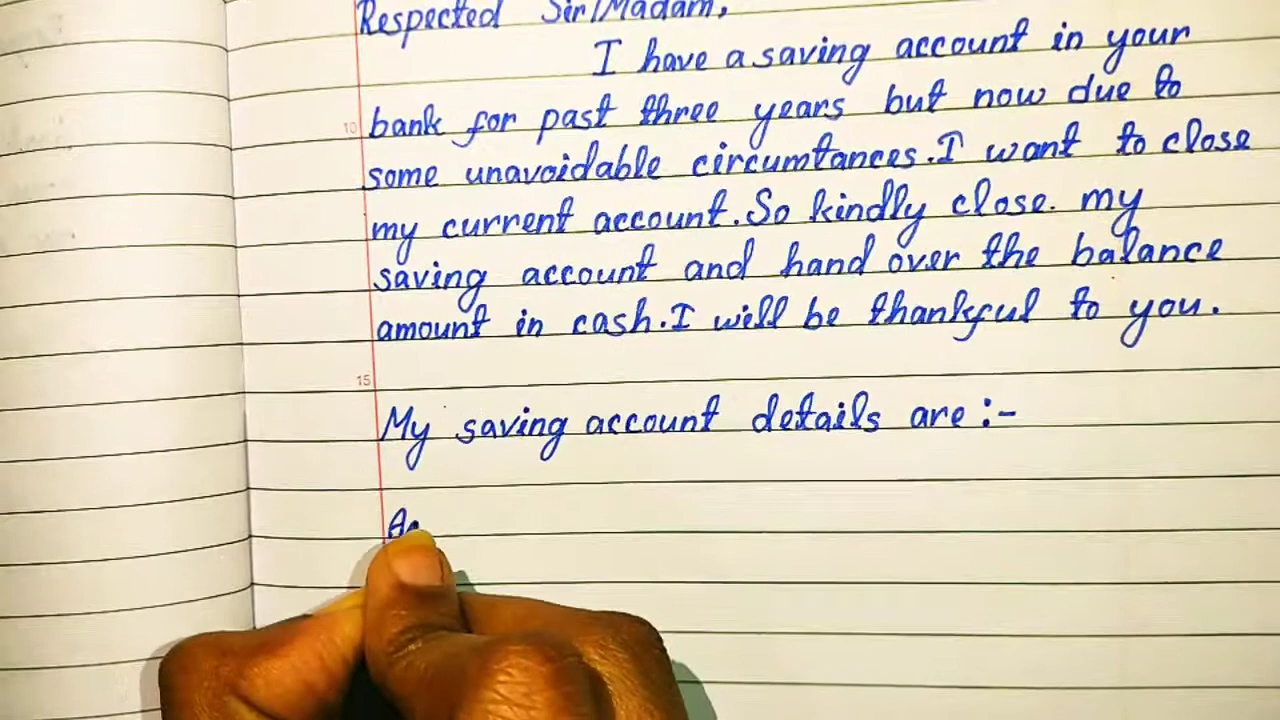 Respected Sir/Madam,
I have a saving account in your
10 bank for past three years but now due to
some unavoidable circumtances. I want to close
my current account. So kindly close. my
saving account and hand over the balance
amount in cash. I will be thankful to you.
15
My saving account details are :-